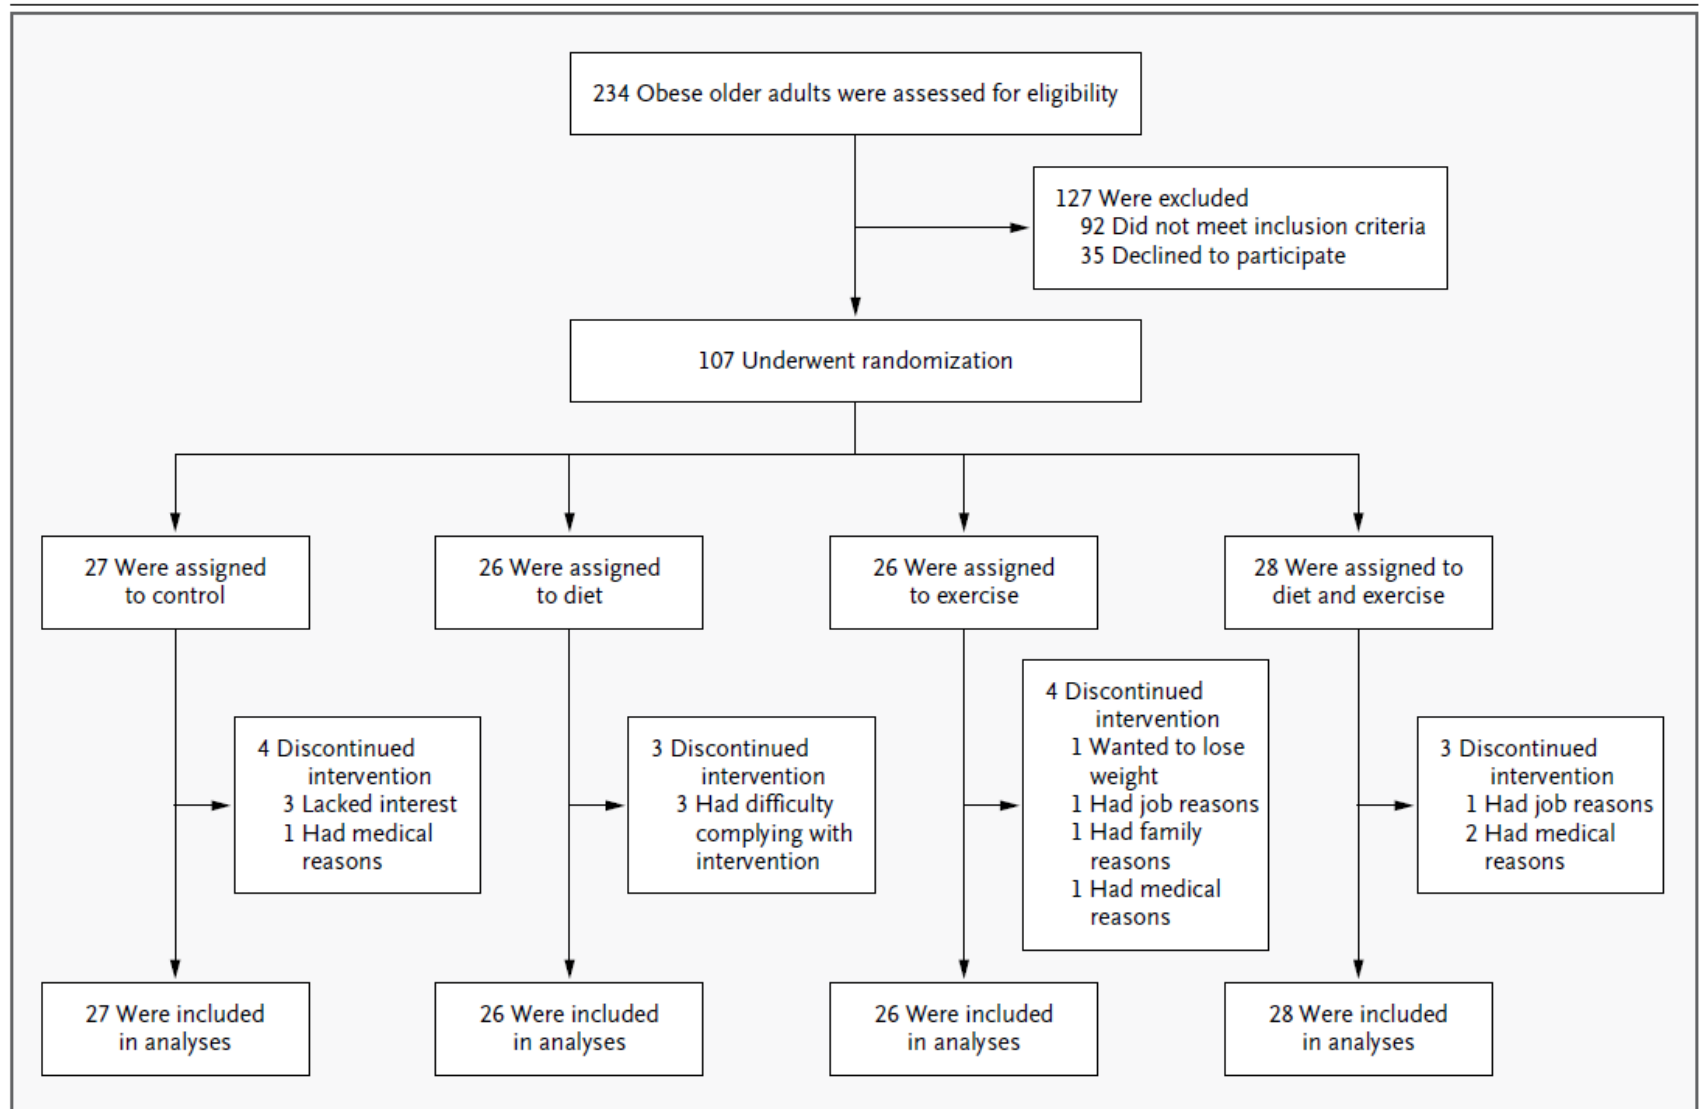 234 Obese older adults were assessed for eligibility
127 Were excluded
92 Did not meet inclusion criteria
35 Declined to participate
107 Underwent randomization
27 Were assigned
to control
26 Were assigned
to diet
26 Were assigned
to exercise
28 Were assigned to
diet and exercise
4 Discontinued
intervention
3 Lacked interest
1 Had medical
reasons
3 Discontinued
intervention
3 Had difficulty
complying with
intervention
4 Discontinued
intervention
1 Wanted to lose
weight
1 Had job reasons
1 Had family
reasons
1 Had medical
reasons
3 Discontinued
intervention
1 Had job reasons
2 Had medical
reasons
27 Were included
in analyses
26 Were included
in analyses
26 Were included
in analyses
28 Were included
in analyses